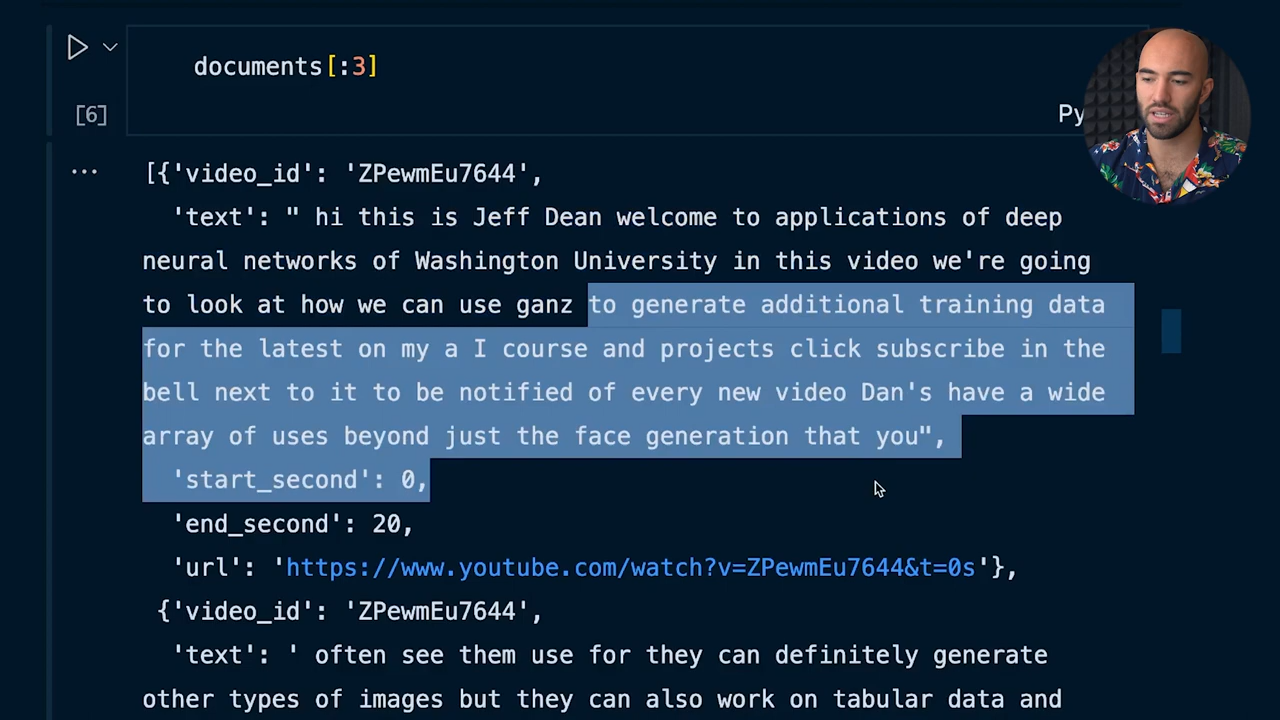 documents[:3]
[6]
Py
[{'video_id': 'ZPewmEu7644',
'text': " hi this is Jeff Dean welcome to applications of deep
neural networks of Washington University in this video we're going
to look at how we can use ganz to generate additional training data
for the latest on my a I course and projects click subscribe in the
bell next to it to be notified of every new video Dan's have a wide
array of uses beyond just the face generation that you",
'start_second': 0,
'end_second': 20,
'url': 'https://www.youtube.com/watch?v=ZPewmEu7644&t=0s'},
{'video_id': 'ZPewmEu7644',
'text': ' often see them use for they can definitely generate
other types of images but they can also work on tabular data and